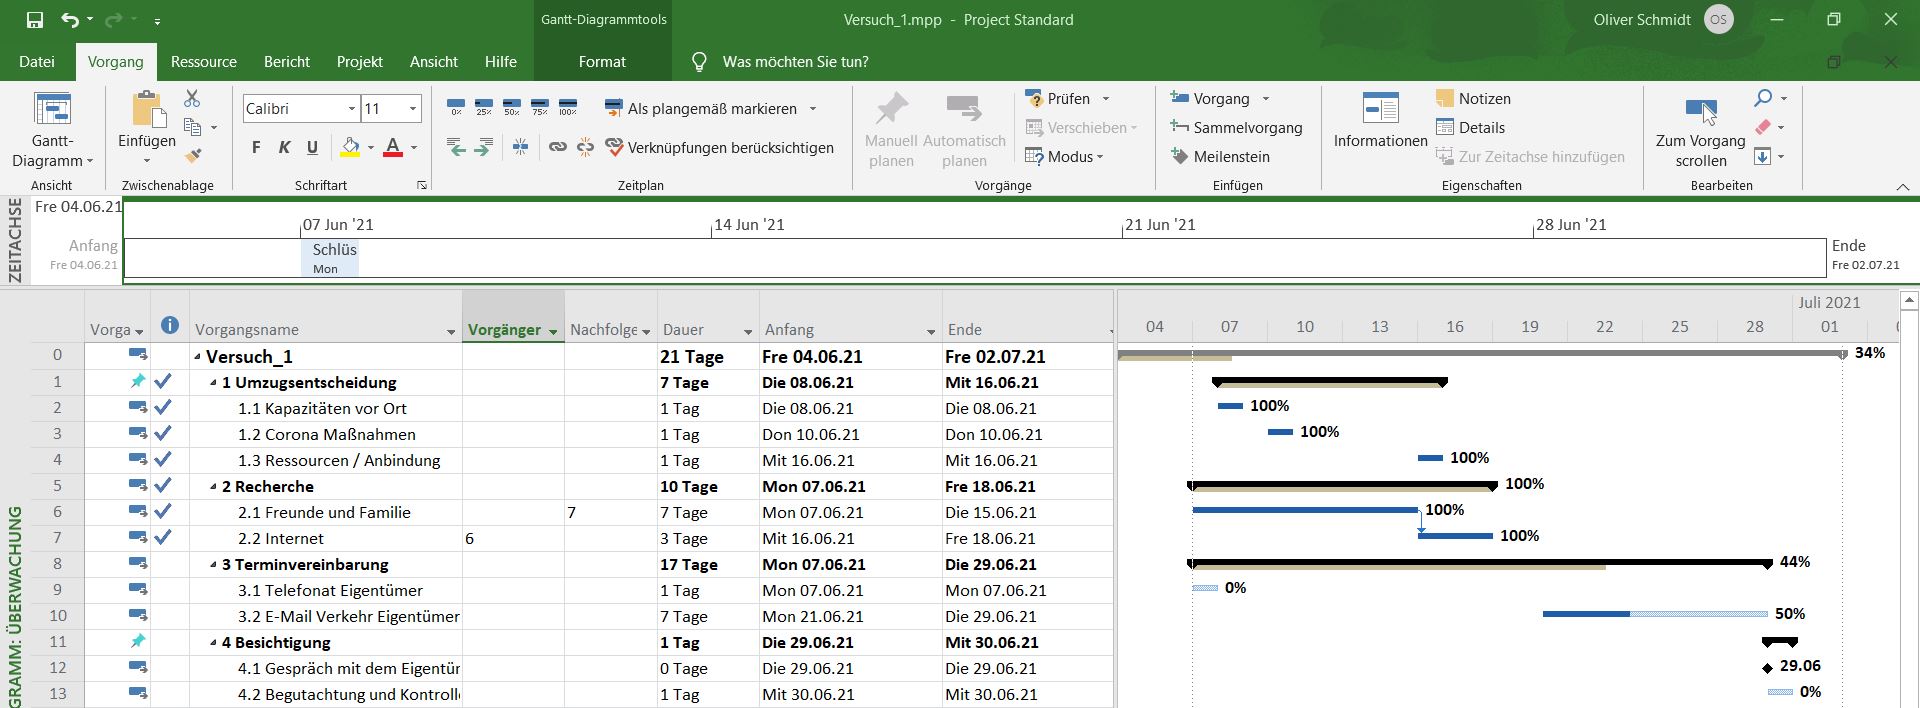 Gantt-Diagrammtools
Versuch_1.mpp - Project Standard
Oliver Schmidt
OS
Datei
Vorgang
Ressource
Bericht
Projekt
Ansicht
Hilfe
Format
Was möchten Sie tun?
Gantt-
Diagramm
Ansicht
Einfügen
Zwischenablage
Calibri
11
F K U
A
Schriftart
0% 25% 50% 75% 100%
Als plangemäß markieren
Verknüpfungen berücksichtigen
Zeitplan
Manuell
planen
Automatisch
planen
Prüfen
Verschieben
Modus
Vorgänge
Vorgang
Sammelvorgang
Meilenstein
Einfügen
Informationen
Notizen
Details
Zur Zeitachse hinzufügen
Eigenschaften
Zum Vorgang
scrollen
Bearbeiten
ZEITACHSE
Fre 04.06.21
07 Jun '21
14 Jun '21
21 Jun '21
28 Jun '21
Anfang
Fre 04.06.21
Schlüs
Mon
Ende
Fre 02.07.21
Vorga
Vorgangsname
Vorgänger
Nachfolge
Dauer
Anfang
Ende
Juli 2021
04 07 10 13 16 19 22 25 28 01
0 Versuch_1 21 Tage Fre 04.06.21 Fre 02.07.21 34%
1 1 Umzugsentscheidung 7 Tage Die 08.06.21 Mit 16.06.21
2 1.1 Kapazitäten vor Ort 1 Tag Die 08.06.21 Die 08.06.21 100%
3 1.2 Corona Maßnahmen 1 Tag Don 10.06.21 Don 10.06.21 100%
4 1.3 Ressourcen / Anbindung 1 Tag Mit 16.06.21 Mit 16.06.21 100%
5 2 Recherche 10 Tage Mon 07.06.21 Fre 18.06.21 100%
6 2.1 Freunde und Familie 7 7 Tage Mon 07.06.21 Die 15.06.21 100%
7 2.2 Internet 6 3 Tage Mit 16.06.21 Fre 18.06.21 100%
8 3 Terminvereinbarung 17 Tage Mon 07.06.21 Die 29.06.21 44%
9 3.1 Telefonat Eigentümer 1 Tag Mon 07.06.21 Mon 07.06.21 0%
10 3.2 E-Mail Verkehr Eigentümer 7 Tage Mon 21.06.21 Die 29.06.21 50%
11 4 Besichtigung 1 Tag Die 29.06.21 Mit 30.06.21
12 4.1 Gespräch mit dem Eigentür 0 Tage Die 29.06.21 Die 29.06.21 29.06
13 4.2 Begutachtung und Kontroll 1 Tag Mit 30.06.21 Mit 30.06.21 0%
GRAMM: ÜBERWACHUNG